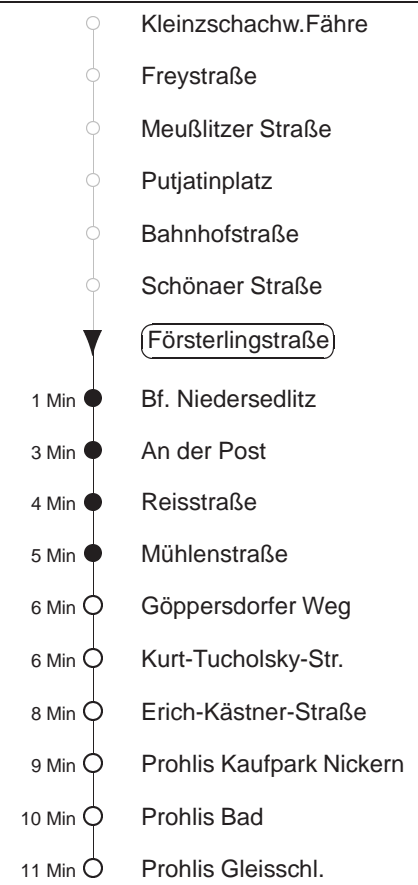 Kleinzschachw.Fähre
Freystraße
Meußlitzer Straße
Putjatinplatz
Bahnhofstraße
Schönaer Straße
Försterlingstraße
1 Min Bf. Niedersedlitz
3 Min An der Post
4 Min Reisstraße
5 Min Mühlenstraße
6 Min Göppersdorfer Weg
6 Min Kurt-Tucholsky-Str.
8 Min Erich-Kästner-Straße
9 Min Prohlis Kaufpark Nickern
10 Min Prohlis Bad
11 Min Prohlis Gleisschl.